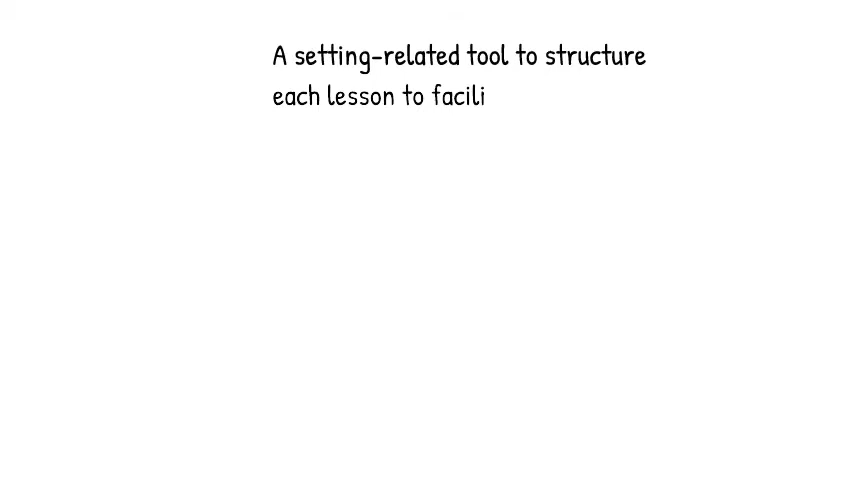 A setting-related tool to structure
each lesson to facili